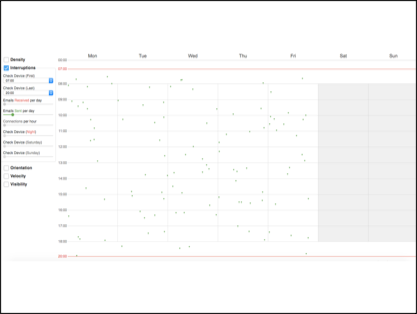 Mon Tue Wed Thu Fri Sat Sun
Density
Interruptions
Check Device (First)
07:00
Check Device (Last)
20:00
Emails Received per day
Emails Sent per day
Connections per hour
Check Device (Night)
Check Device (Saturday)
Check Device (Sunday)
Orientation
Velocity
Visibility
06:00
07:00
08:00
09:00
10:00
11:00
12:00
13:00
14:00
15:00
16:00
17:00
18:00
19:00
20:00